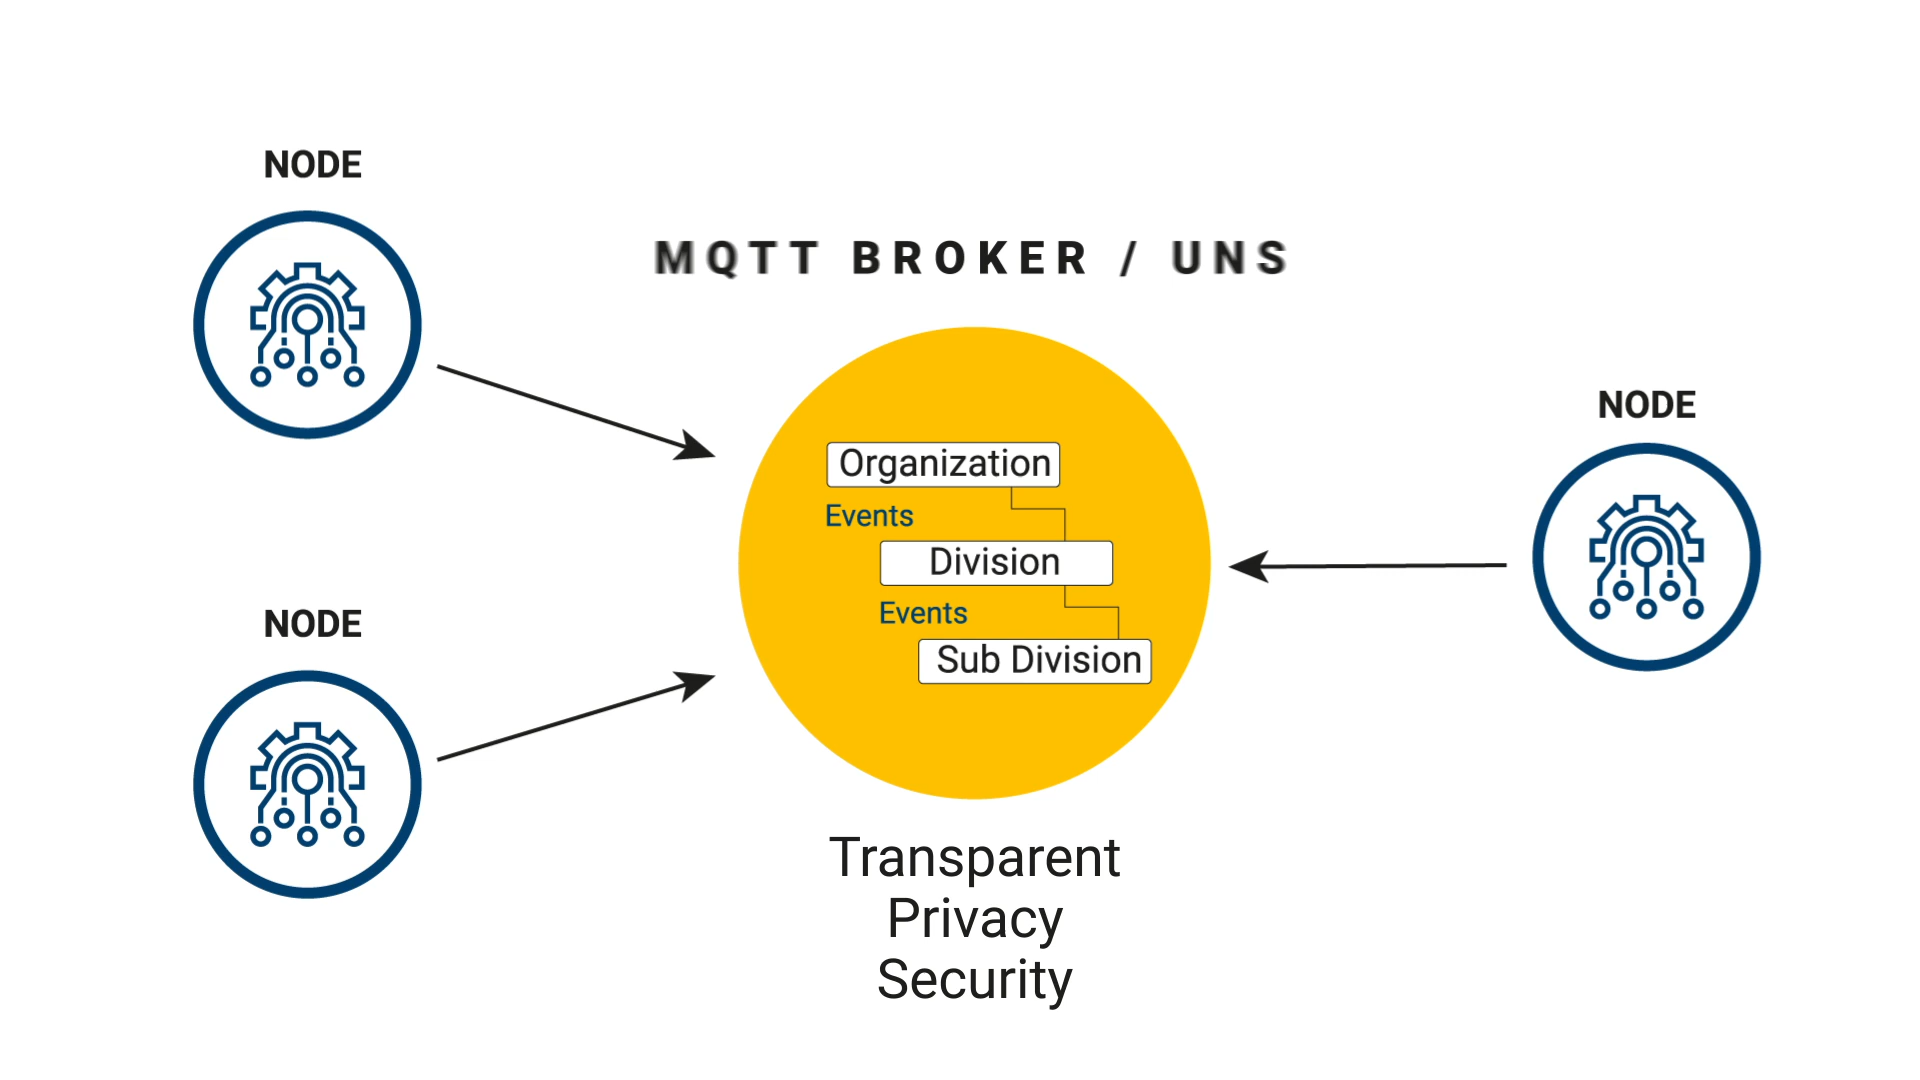 NODE
MQTT BROKER / UNS
NODE
Organization
Events
Division
Events
Sub Division
NODE
Transparent
Privacy
Security